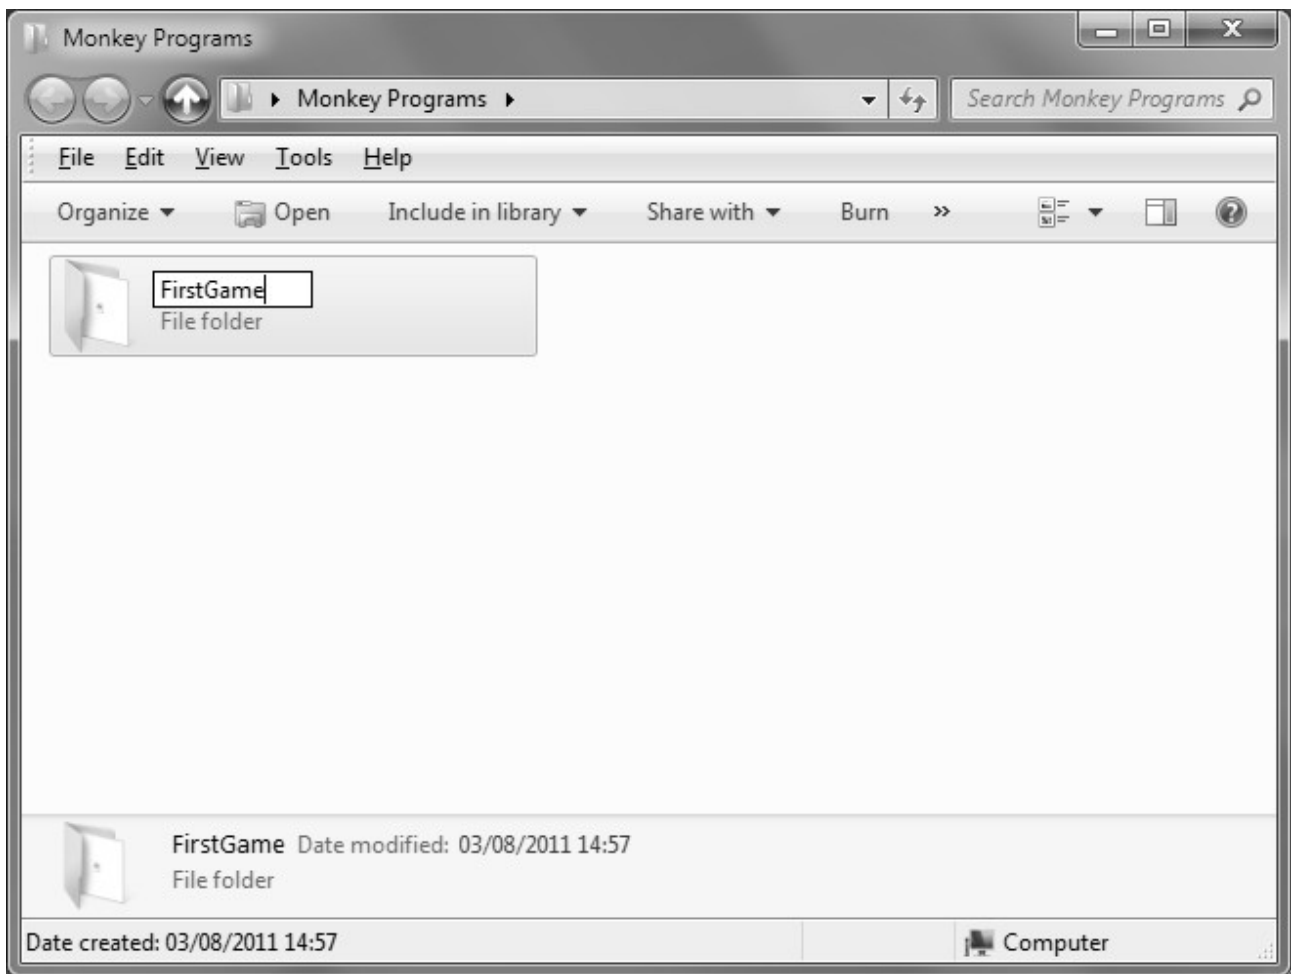 Monkey Programs
Monkey Programs
Search Monkey Programs
File Edit View Tools Help
Organize Open Include in library Share with Burn »
FirstGame
File folder
FirstGame Date modified: 03/08/2011 14:57
File folder
Date created: 03/08/2011 14:57 Computer